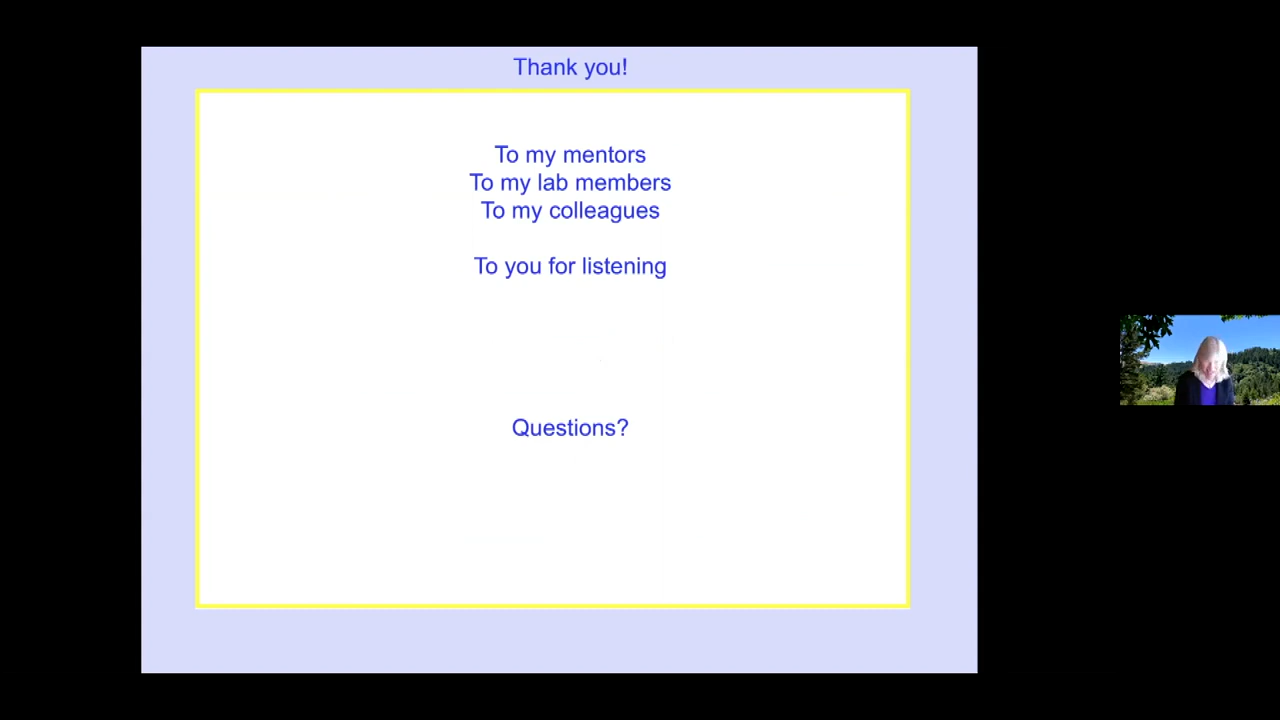 Thank you!
To my mentors
To my lab members
To my colleagues
To you for listening
Questions?